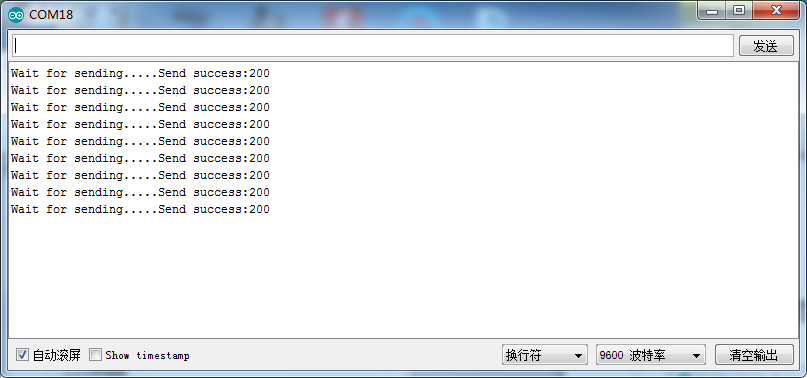 COM18
发送
Wait for sending.....Send success:200
Wait for sending.....Send success:200
Wait for sending.....Send success:200
Wait for sending.....Send success:200
Wait for sending.....Send success:200
Wait for sending.....Send success:200
Wait for sending.....Send success:200
Wait for sending.....Send success:200
Wait for sending.....Send success:200
自动滚屏 Show timestamp 换行符 9600 波特率 清空输出